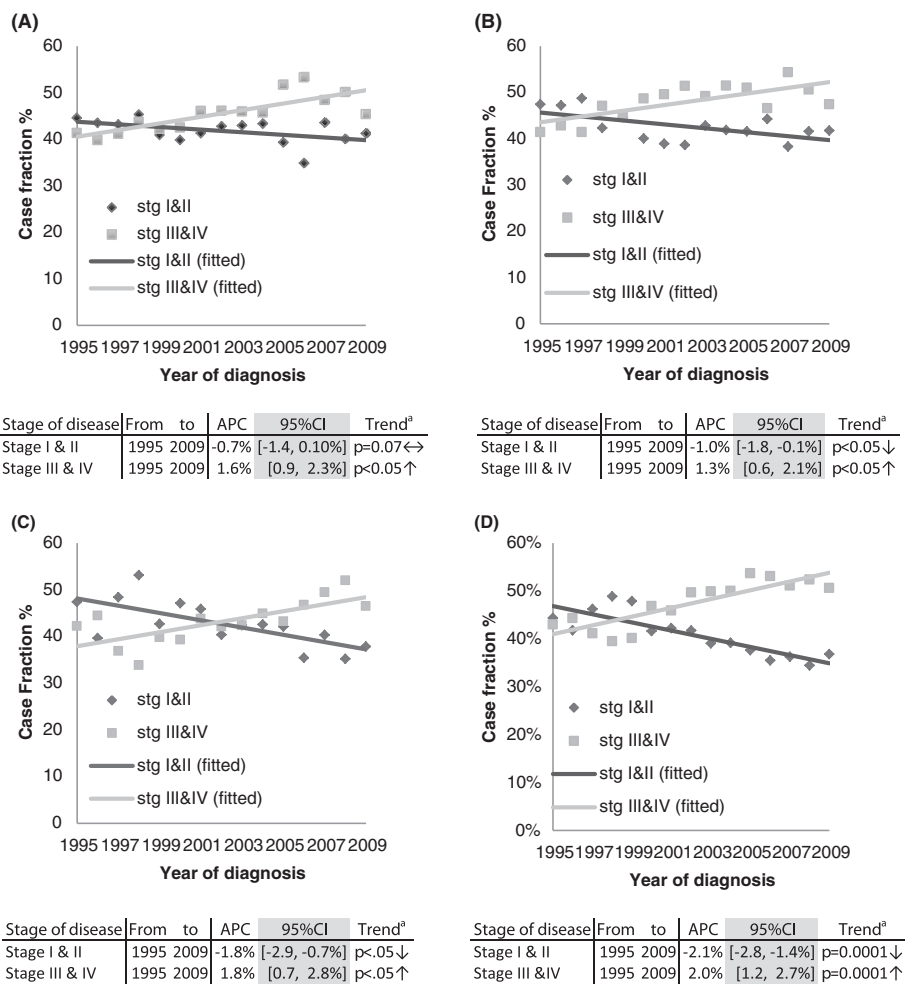 (A)
60
50
40
30
20
10
0
Case fraction %
stg I&II
stg III&IV
stg I&II (fitted)
stg III&IV (fitted)
1995 1997 1999 2001 2003 2005 2007 2009
Year of diagnosis
Stage of disease From to APC 95%CI Trendᵃ
Stage I & II 1995 2009 -0.7% [-1.4, 0.10%] p=0.07↔
Stage III & IV 1995 2009 1.6% [0.9, 2.3%] p<0.05↑
(B)
60
50
40
30
20
10
0
Case Fraction %
stg I&II
stg III&IV
stg I&II (fitted)
stg III&IV (fitted)
1995 1997 1999 2001 2003 2005 2007 2009
Year of diagnosis
Stage of disease From to APC 95%CI Trendᵃ
Stage I & II 1995 2009 -1.0% [-1.8, -0.1%] p<0.05↓
Stage III & IV 1995 2009 1.3% [0.6, 2.1%] p<0.05↑
(C)
60
50
40
30
20
10
0
Case Fraction %
stg I&II
stg III&IV
stg I&II (fitted)
stg III&IV (fitted)
1995 1997 1999 2001 2003 2005 2007 2009
Year of diagnosis
Stage of disease From to APC 95%CI Trendᵃ
Stage I & II 1995 2009 -1.8% [-2.9, -0.7%] p<.05↓
Stage III & IV 1995 2009 1.8% [0.7, 2.8%] p<.05↑
(D)
60%
50%
40%
30%
20%
10%
0%
Case fraction %
stg I&II
stg III&IV
stg I&II (fitted)
stg III&IV (fitted)
1995 1997 1999 2001 2003 2005 2007 2009
Year of diagnosis
Stage of disease From to APC 95%CI Trendᵃ
Stage I & II 1995 2009 -2.1% [-2.8, -1.4%] p=0.0001↓
Stage III &IV 1995 2009 2.0% [1.2, 2.7%] p=0.0001↑